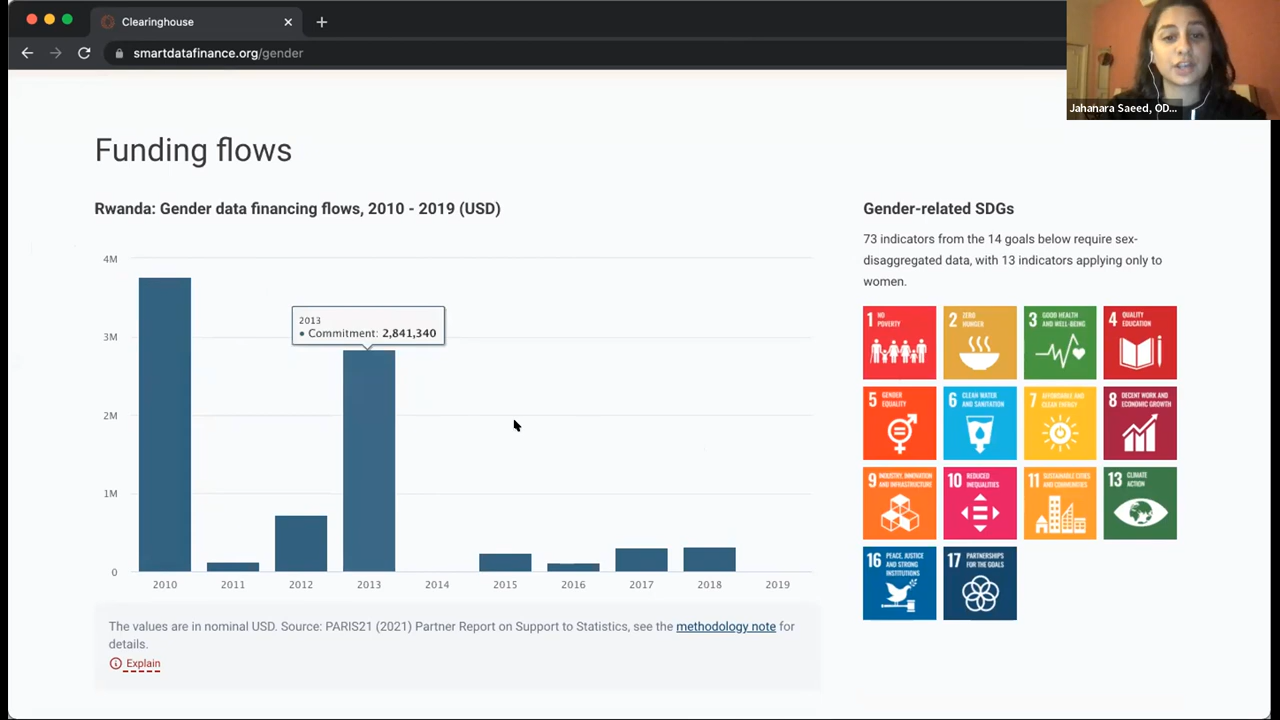 Clearinghouse
smartdatafinance.org/gender
Jahanara Saeed, OD...
Funding flows
Rwanda: Gender data financing flows, 2010 - 2019 (USD)
4M
3M
2M
1M
0
2013
• Commitment: 2,841,340
2010 2011 2012 2013 2014 2015 2016 2017 2018 2019
The values are in nominal USD. Source: PARIS21 (2021) Partner Report on Support to Statistics, see the methodology note for
details.
Explain
Gender-related SDGs
73 indicators from the 14 goals below require sex-
disaggregated data, with 13 indicators applying only to
women.
1 NO
POVERTY
2 ZERO
HUNGER
3 GOOD HEALTH
AND WELL-BEING
4 QUALITY
EDUCATION
5 GENDER
EQUALITY
6 CLEAN WATER
AND SANITATION
7 AFFORDABLE AND
CLEAN ENERGY
8 DECENT WORK AND
ECONOMIC GROWTH
9 INDUSTRY, INNOVATION
AND INFRASTRUCTURE
10 REDUCED
INEQUALITIES
11 SUSTAINABLE CITIES
AND COMMUNITIES
13 CLIMATE
ACTION
16 PEACE, JUSTICE
AND STRONG
INSTITUTIONS
17 PARTNERSHIPS
FOR THE GOALS